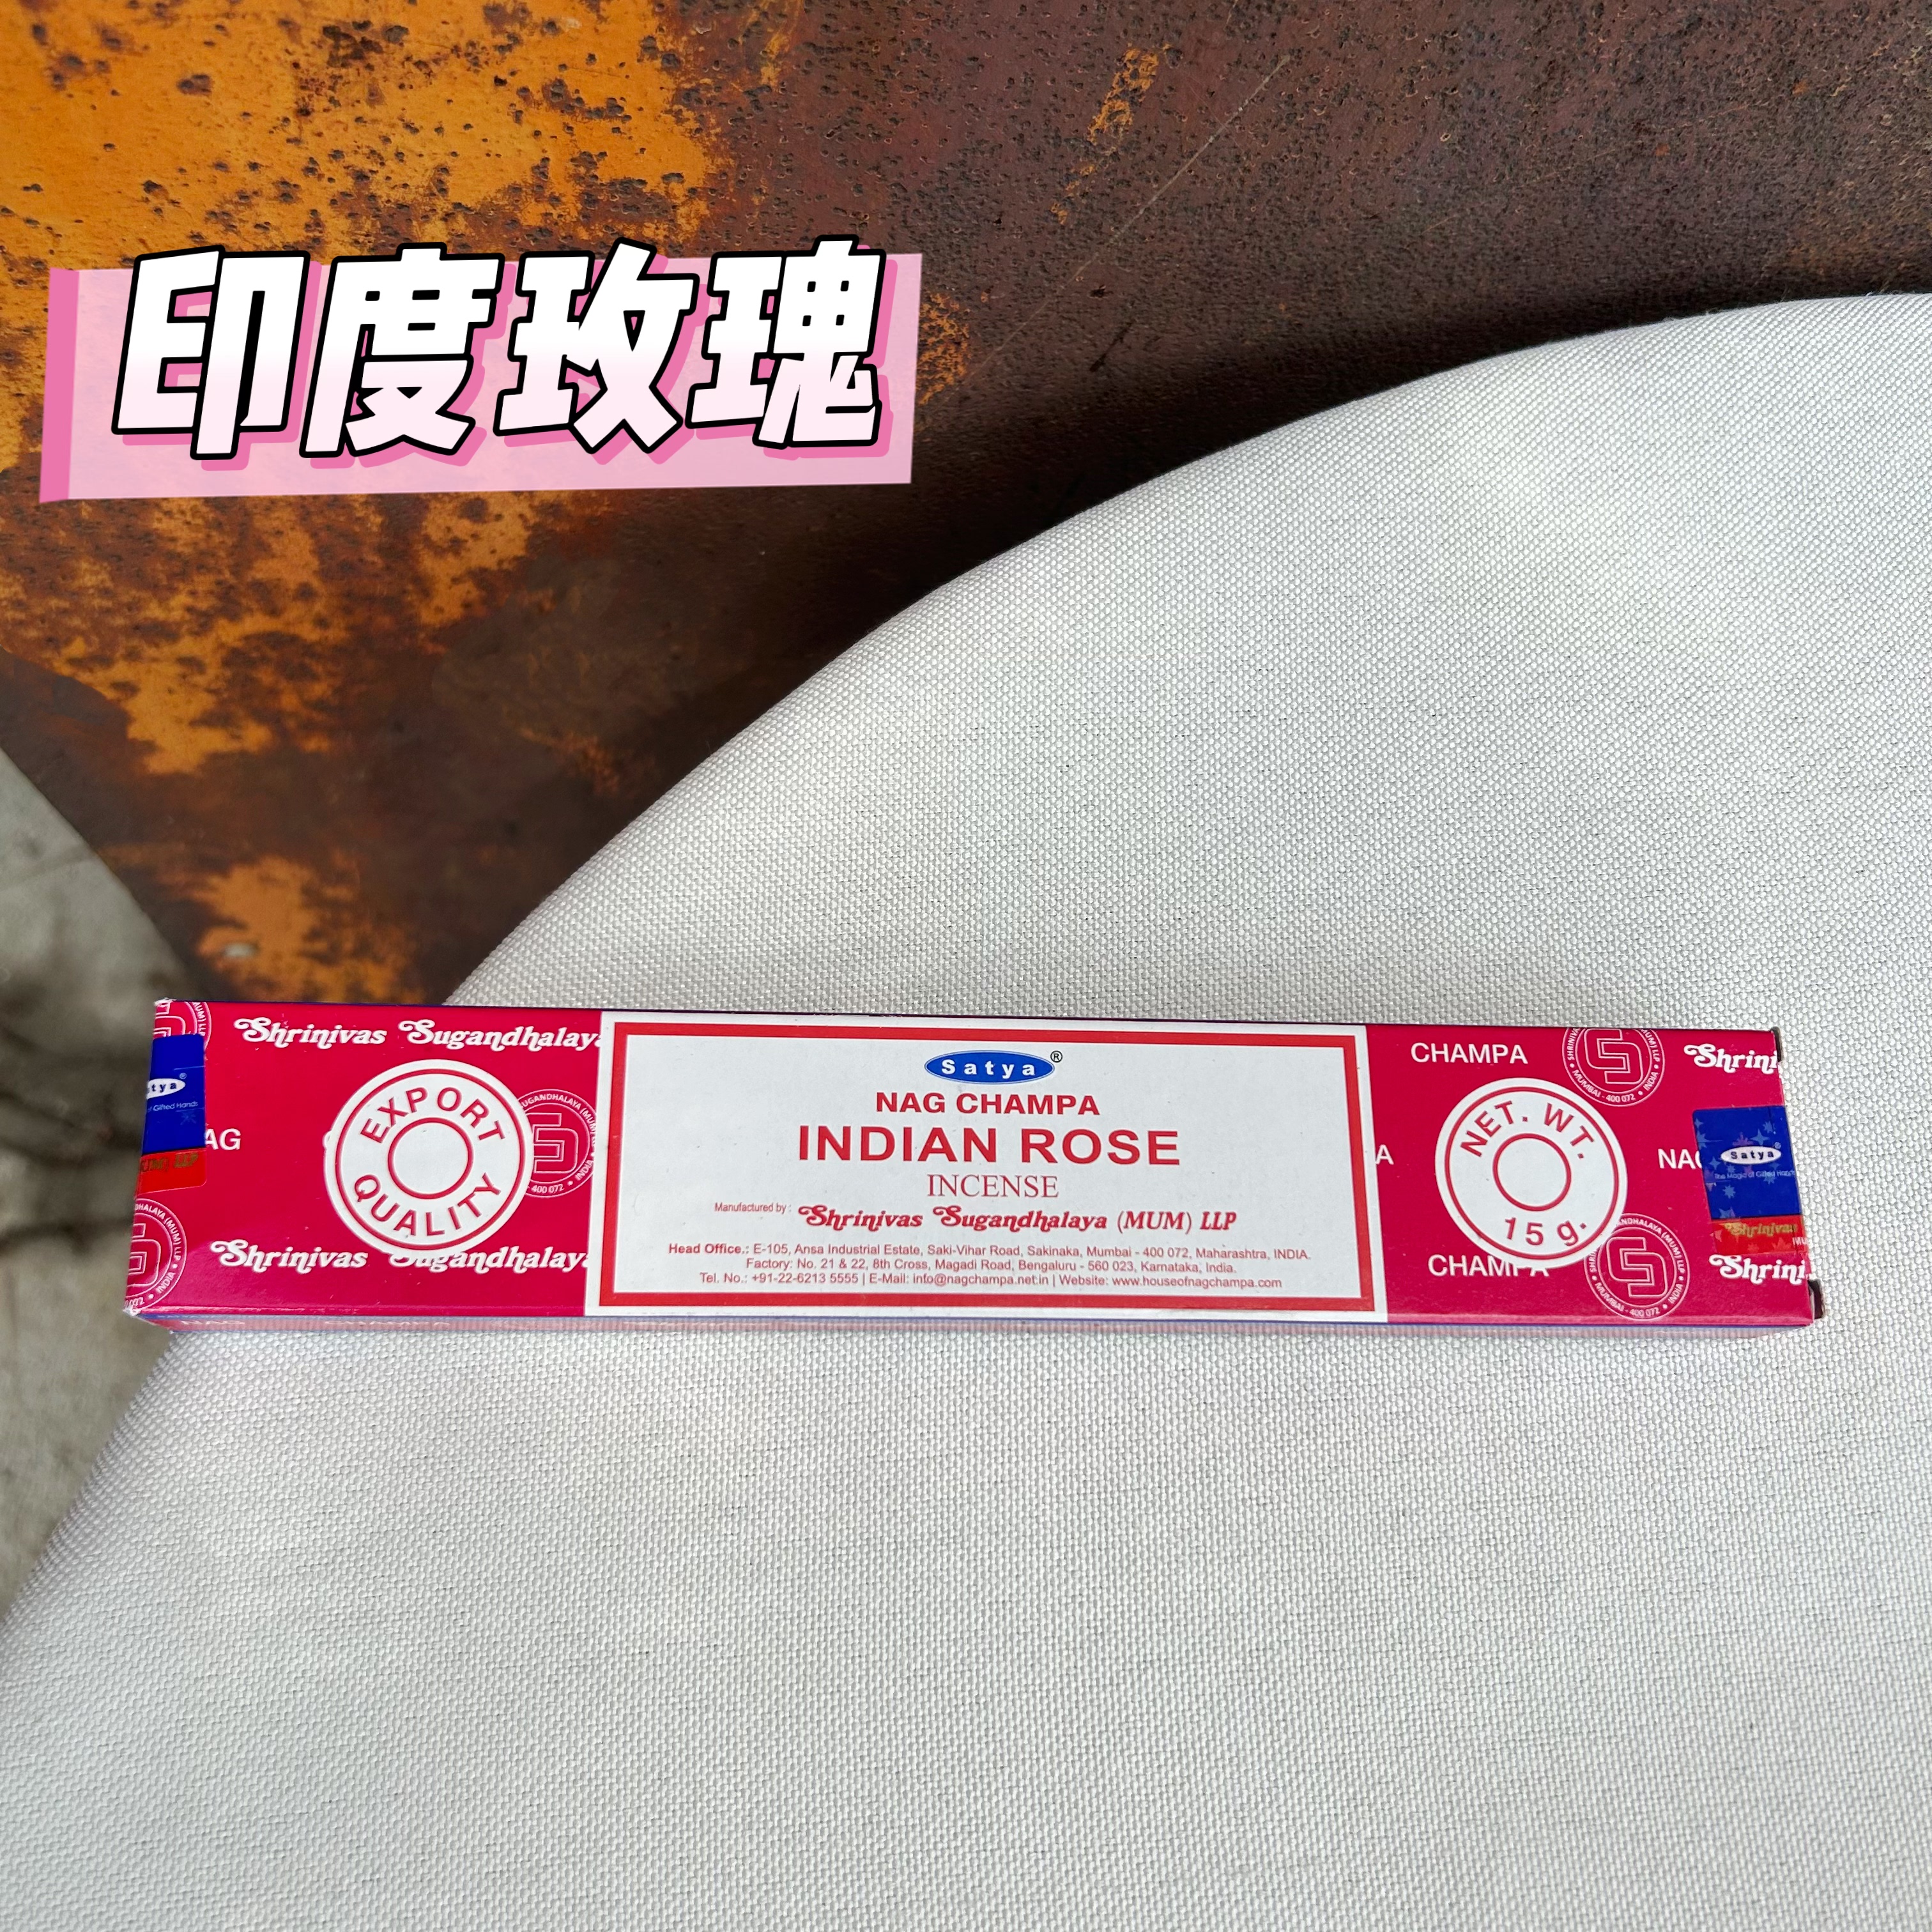 印度玫瑰
Shrinivas Sugandhalaya
EXPORT QUALITY
Shrinivas Sugandhalaya
Satya®
NAG CHAMPA
INDIAN ROSE
INCENSE
Manufactured by : Shrinivas Sugandhalaya (MUM) LLP
Head Office.: E-105, Ansa Industrial Estate, Saki-Vihar Road, Sakinaka, Mumbai - 400 072, Maharashtra, INDIA.
Factory: No. 21 & 22, 8th Cross, Magadi Road, Bengaluru - 560 023, Karnataka, India.
Tel. No.: +91-22-6213 5555 | E-Mail: info@nagchampa.net.in | Website: www.houseofnagchampa.com
CHAMPA
Shrini
NET. WT.
15 g.
Satya
CHAMPA
Shrini